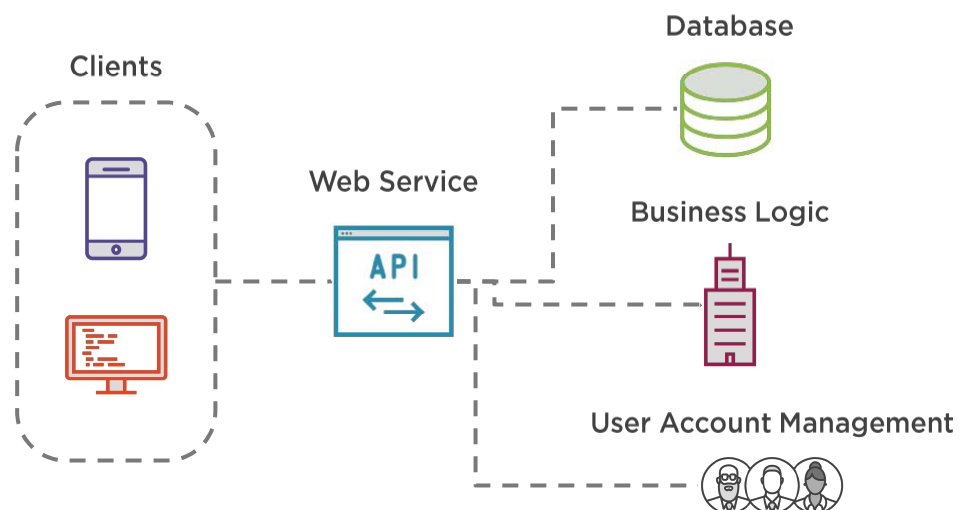 Clients
Web Service
API
Database
Business Logic
User Account Management